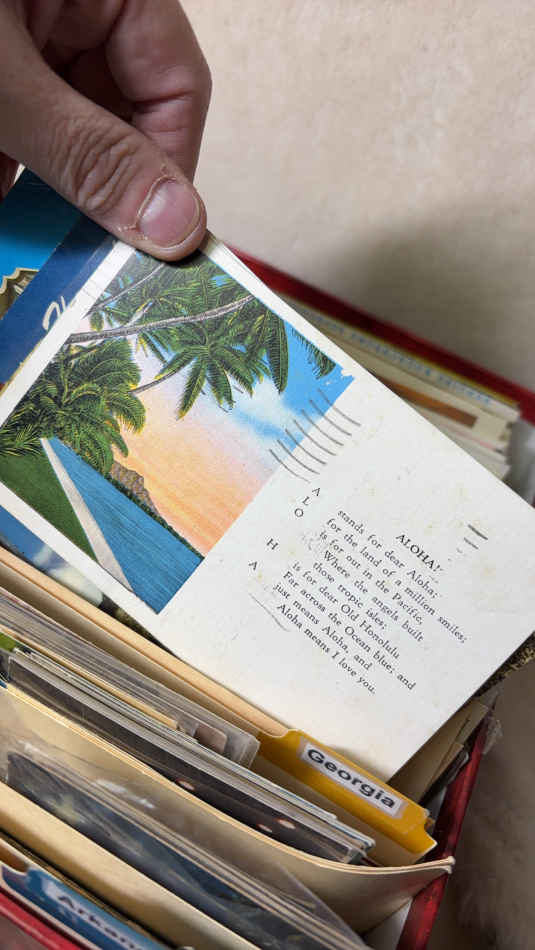 ALOHA!
A stands for dear Aloha;
L for the land of a million smiles;
O is for out in the Pacific,
Where the angels built
those tropic isles;
H is for dear Old Honolulu
Far across the Ocean blue, and
A just means Aloha, and
Aloha means I love you.
Georgia